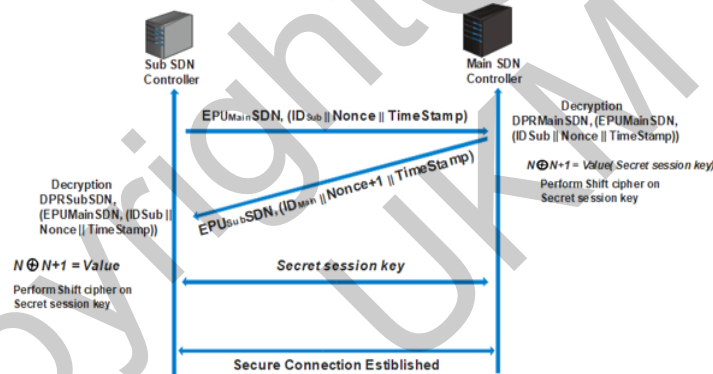 Sub SDN
Controller
Main SDN
Controller
EPUMainSDN, (IDSub || Nonce || TimeStamp)
Decryption
DPRMainSDN, (EPUMainSDN,
(IDSub || Nonce || TimeStamp))
N⊕N+1 = Value( Secret session key)
Perform Shift cipher on
Secret session key
EPUSubSDN, (IDMain || Nonce+1 || TimeStamp)
Decryption
DPRSubSDN,
(EPUMainSDN, (IDSub ||
Nonce || TimeStamp))
N ⊕ N+1 = Value
Perform Shift cipher on
Secret session key
Secret session key
Secure Connection Estiblished
pyright
UKM